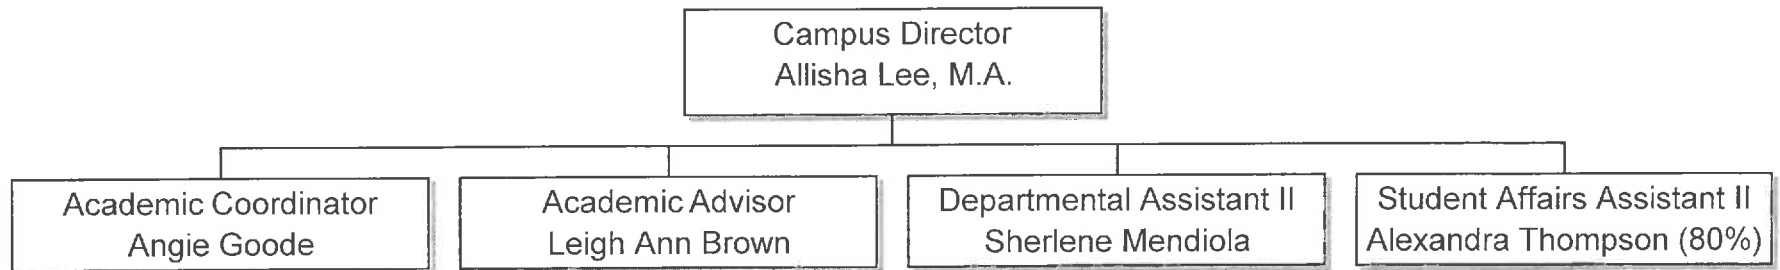 Campus Director
Allisha Lee, M.A.
Academic Coordinator
Angie Goode
Academic Advisor
Leigh Ann Brown
Departmental Assistant II
Sherlene Mendiola
Student Affairs Assistant II
Alexandra Thompson (80%)